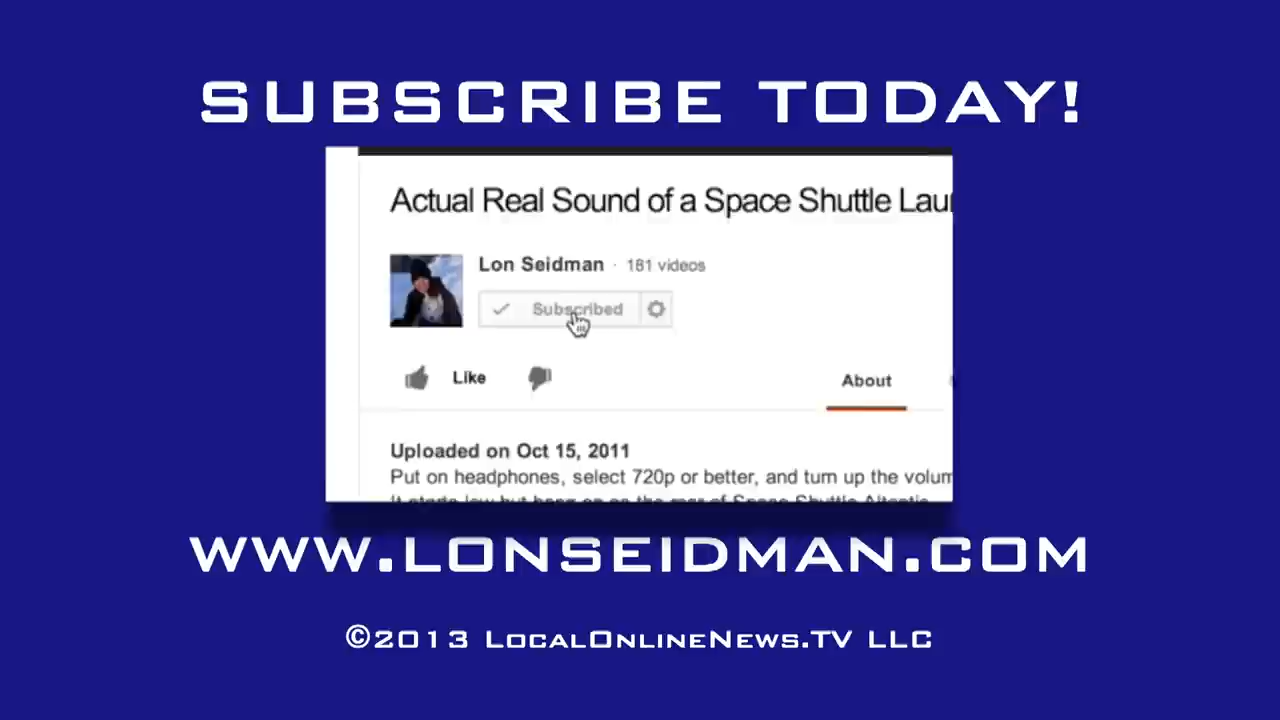 SUBSCRIBE TODAY!
Actual Real Sound of a Space Shuttle
Lon Seidman · 181 videos
Subscribed
Like
About
Uploaded on Oct 15, 2011
Put on headphones, select 720p or better, and turn up the
WWW.LONSEIDMAN.COM
©2013 LOCALONLINENEWS.TV LLC